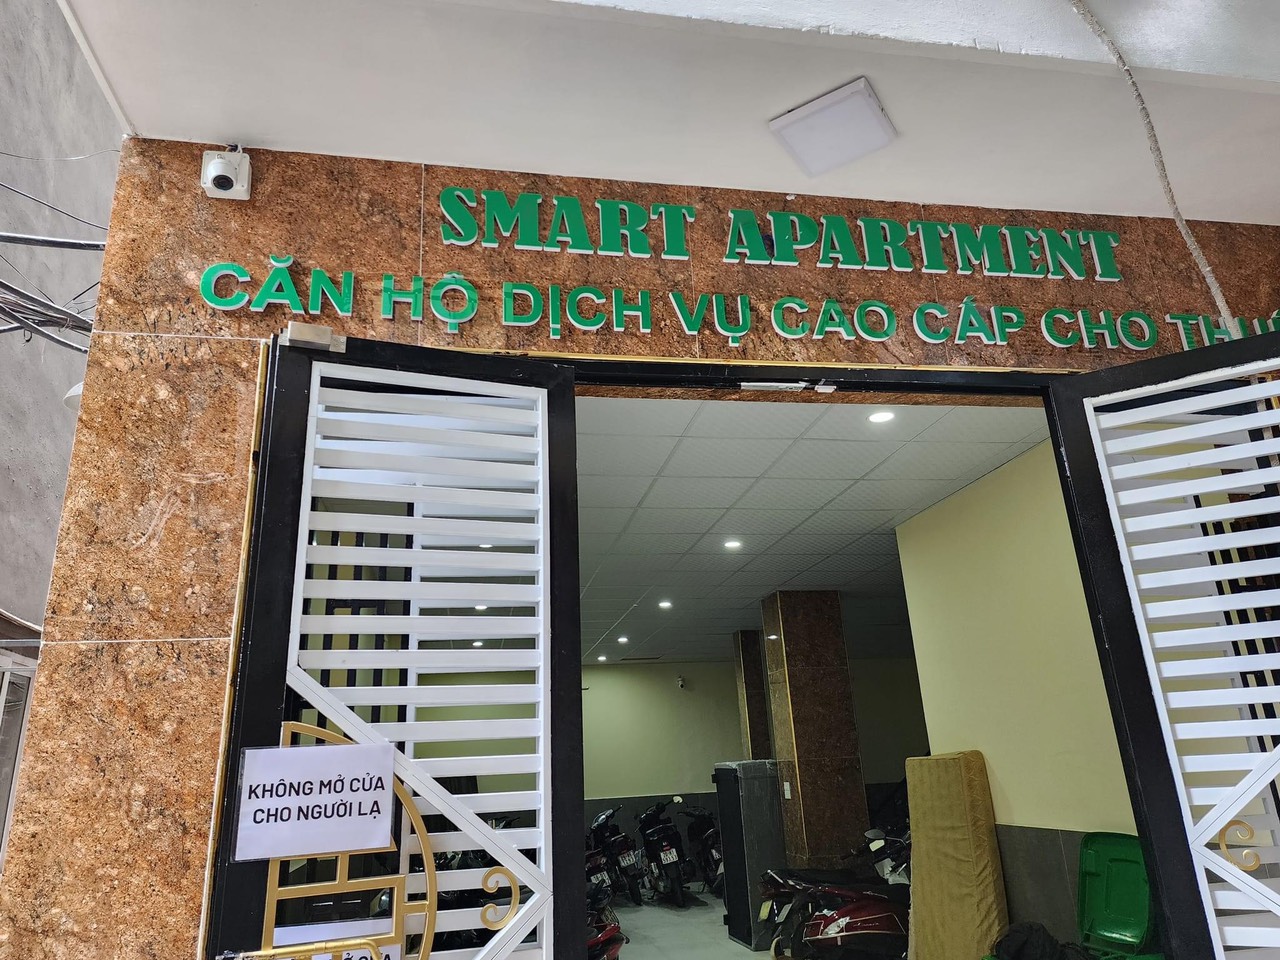 SMART APARTMENT
CĂN HỘ DỊCH VỤ CAO CẤP CHO
KHÔNG MỞ CỬA
CHO NGƯỜI LẠ